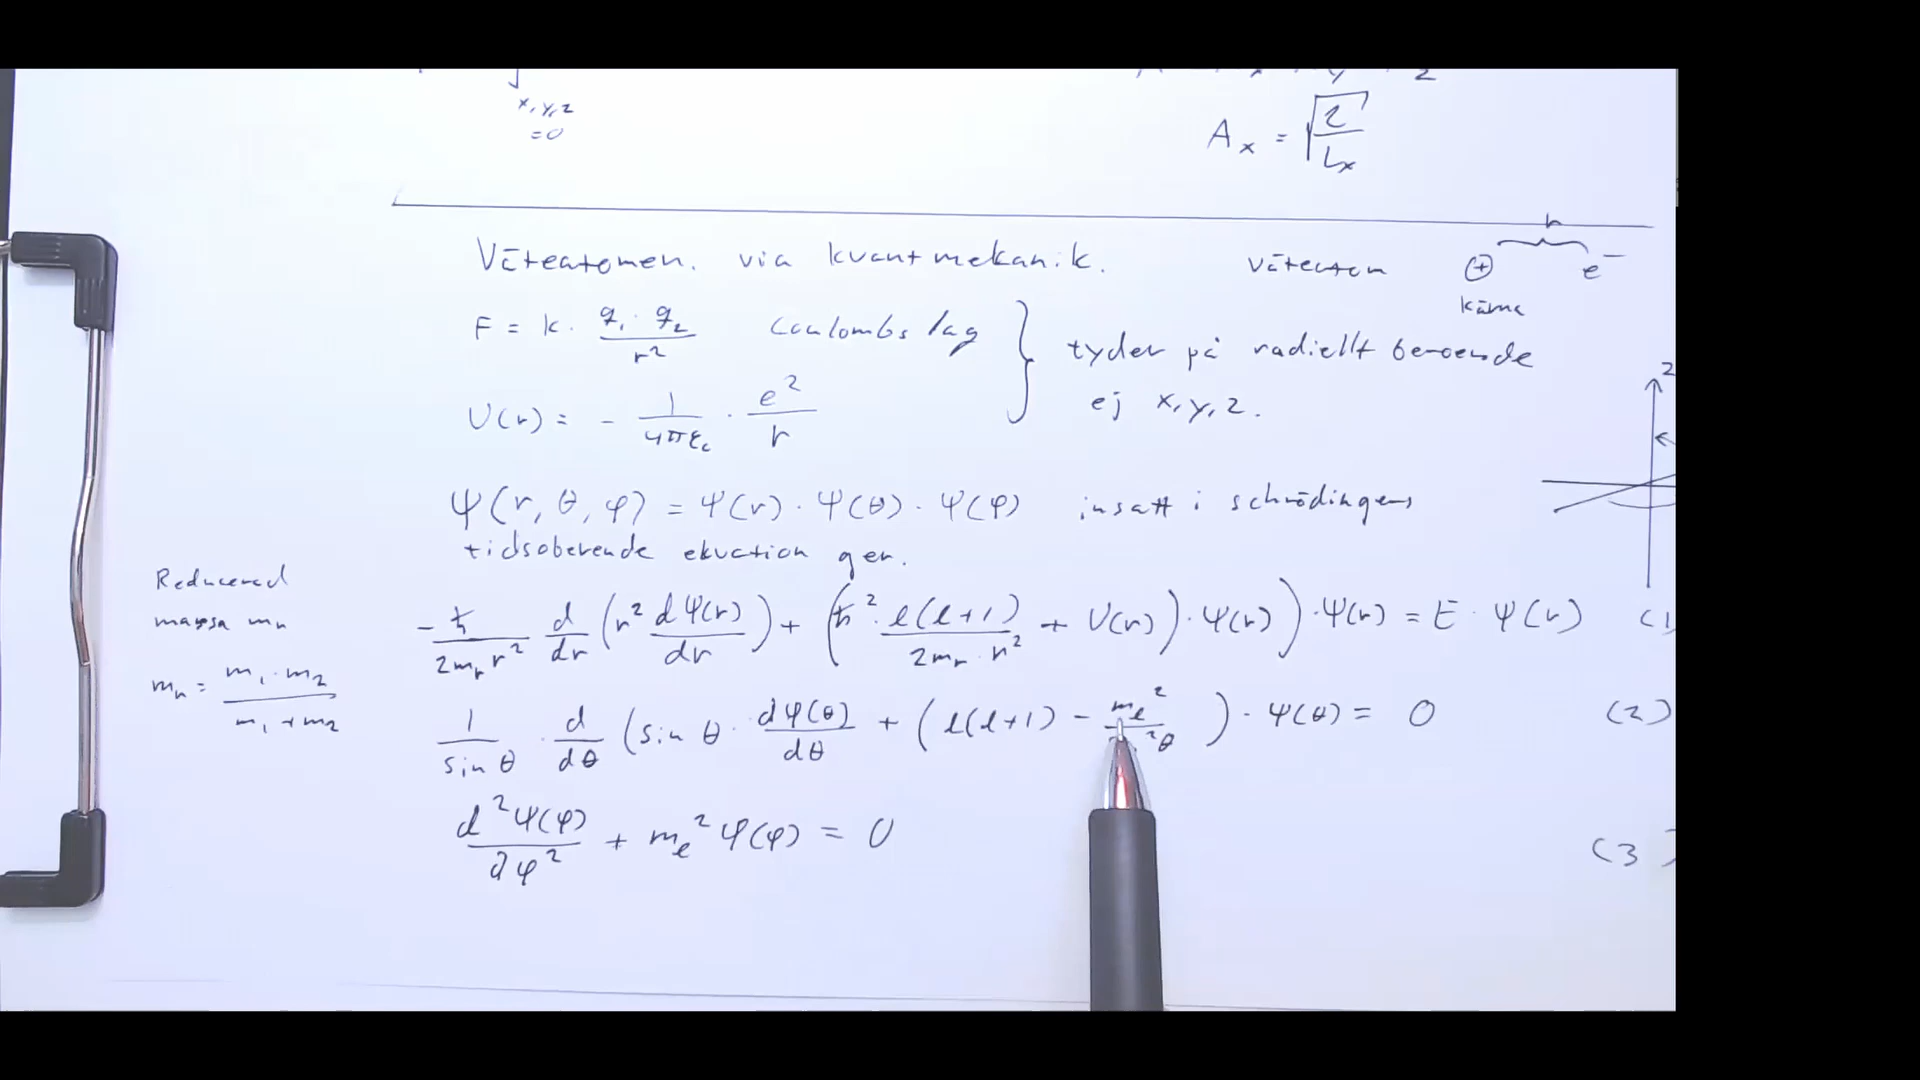 x, y, z
= 0
A_x = √(2/L_x)
Väteatomen. via kvantmekanik.
väteatom ⊕ e⁻
r
kärna
F = k · q₁ · q₂ / r² Coulombs lag
tyder på radiellt beroende
ej x, y, z.
U(r) = - 1/(4πε₀) · e²/r
z
Ψ(r, θ, φ) = Ψ(r) · Ψ(θ) · Ψ(φ) insatt i schrödingers
tidsoberoende ekvation ger.
Reducerad
massa m_r
m_r = m₁ · m₂ / (m₁ + m₂)
-ħ/(2m_r r²) d/dr (r² dΨ(r)/dr) + (ħ² · l(l+1)/(2m_r · r²) + U(r)) · Ψ(r)) · Ψ(r) = E · Ψ(r) (1
1/sin θ · d/dθ (sin θ · dΨ(θ)/dθ + (l(l+1) - m_l²/ ²θ) · Ψ(θ) = 0 (2)
d²Ψ(φ)/dφ² + m_l² Ψ(φ) = 0 (3)